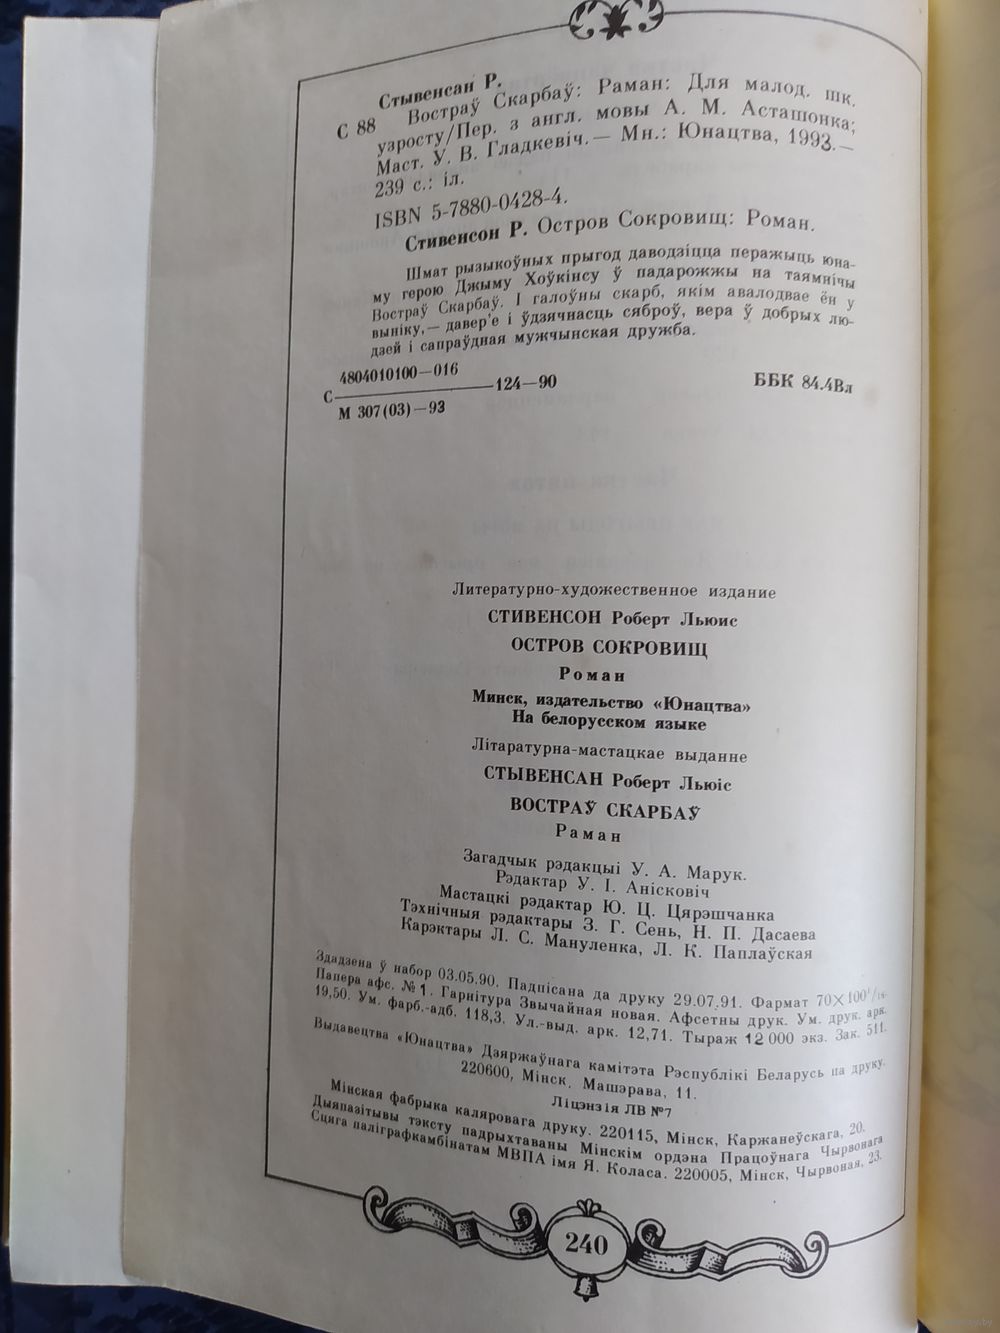 Стывенсан Р.
С 88 Востраў Скарбаў: Раман: Для малод. шк.
узросту/Пер. з англ. мовы А. М. Асташонка;
Маст. У. В. Гладкевіч.— Мн.: Юнацтва, 1993.—
239 с.: іл.
ISBN 5-7880-0428-4.
Стивенсон Р. Остров Сокровищ: Роман.
Шмат рызыкоўных прыгод даводзіцца перажыць юна-
му герою Джыму Хоўкінсу ў падарожжы на таямнічы
Востраў Скарбаў. І галоўны скарб, якім авалодвае ён у
выніку,— давер'е і ўдзячнасць сяброў, вера ў добрых лю-
дзей і сапраўдная мужчынская дружба.
4804010100—016
С———124—90
ББК 84.4Вл
М 307(03)—93
Литературно-художественное издание
СТИВЕНСОН Роберт Льюис
ОСТРОВ СОКРОВИЩ
Роман
Минск, издательство «Юнацтва»
На белорусском языке
Літаратурна-мастацкае выданне
СТЫВЕНСАН Роберт Льюіс
ВОСТРАЎ СКАРБАЎ
Раман
Загадчык рэдакцыі У. А. Марук.
Рэдактар У. І. Анісковіч
Мастацкі рэдактар Ю. Ц. Цярэшчанка
Тэхнічныя рэдактары З. Г. Сень, Н. П. Дасаева
Карэктары Л. С. Мануленка, Л. К. Паплаўская
Здадзена ў набор 03.05.90. Падпісана да друку 29.07.91. Фармат 70×100¹/₁₆.
Папера афс. №1. Гарнітура Звычайная новая. Афсетны друк. Ум. друк. арк.
19,50. Ум. фарб.-адб. 118,3. Ул.-выд. арк. 12,71. Тыраж 12 000 экз. Зак. 511.
Выдавецтва «Юнацтва» Дзяржаўнага камітэта Рэспублікі Беларусь па друку.
220600, Мінск, Машэрава, 11.
Ліцэнзія ЛВ №7
Мінская фабрыка каляровага друку. 220115, Мінск, Каржанеўскага, 20.
Дыяпазітывы тэксту падрыхтаваны Мінскім ордэна Працоўнага Чырвонага
Сцяга паліграфкамбінатам МВПА імя Я. Коласа. 220005, Мінск, Чырвоная, 23.
240